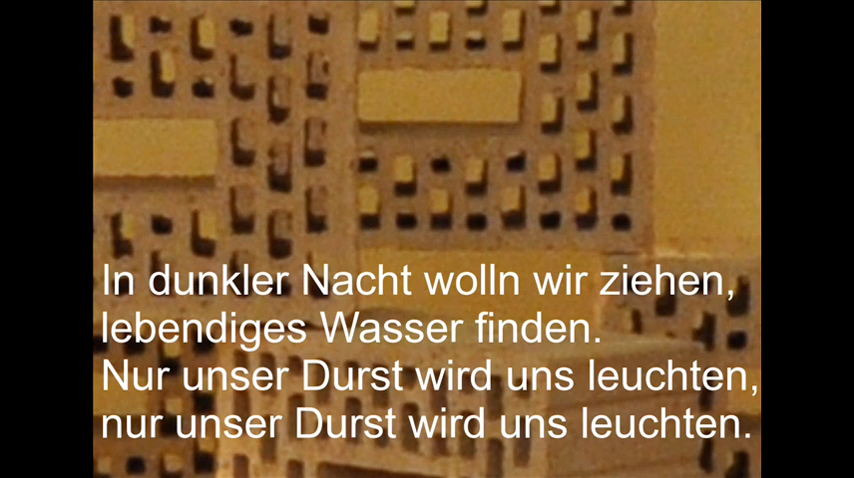 In dunkler Nacht wolln wir ziehen,
lebendiges Wasser finden.
Nur unser Durst wird uns leuchten,
nur unser Durst wird uns leuchten.